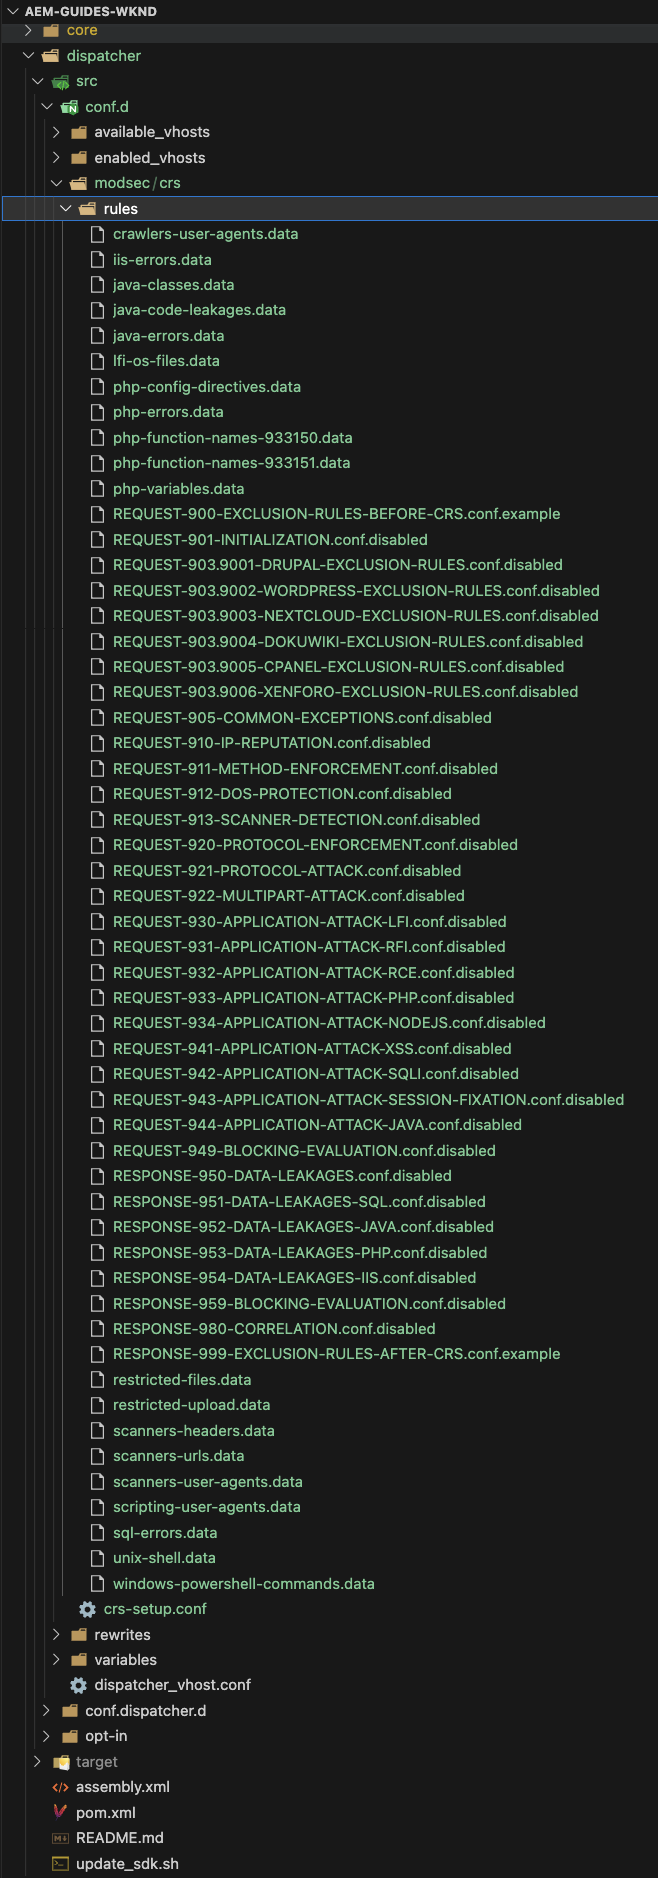 AEM-GUIDES-WKND
core
dispatcher
src
conf.d
available_vhosts
enabled_vhosts
modsec/crs
rules
crawlers-user-agents.data
iis-errors.data
java-classes.data
java-code-leakages.data
java-errors.data
lfi-os-files.data
php-config-directives.data
php-errors.data
php-function-names-933150.data
php-function-names-933151.data
php-variables.data
REQUEST-900-EXCLUSION-RULES-BEFORE-CRS.conf.example
REQUEST-901-INITIALIZATION.conf.disabled
REQUEST-903.9001-DRUPAL-EXCLUSION-RULES.conf.disabled
REQUEST-903.9002-WORDPRESS-EXCLUSION-RULES.conf.disabled
REQUEST-903.9003-NEXTCLOUD-EXCLUSION-RULES.conf.disabled
REQUEST-903.9004-DOKUWIKI-EXCLUSION-RULES.conf.disabled
REQUEST-903.9005-CPANEL-EXCLUSION-RULES.conf.disabled
REQUEST-903.9006-XENFORO-EXCLUSION-RULES.conf.disabled
REQUEST-905-COMMON-EXCEPTIONS.conf.disabled
REQUEST-910-IP-REPUTATION.conf.disabled
REQUEST-911-METHOD-ENFORCEMENT.conf.disabled
REQUEST-912-DOS-PROTECTION.conf.disabled
REQUEST-913-SCANNER-DETECTION.conf.disabled
REQUEST-920-PROTOCOL-ENFORCEMENT.conf.disabled
REQUEST-921-PROTOCOL-ATTACK.conf.disabled
REQUEST-922-MULTIPART-ATTACK.conf.disabled
REQUEST-930-APPLICATION-ATTACK-LFI.conf.disabled
REQUEST-931-APPLICATION-ATTACK-RFI.conf.disabled
REQUEST-932-APPLICATION-ATTACK-RCE.conf.disabled
REQUEST-933-APPLICATION-ATTACK-PHP.conf.disabled
REQUEST-934-APPLICATION-ATTACK-NODEJS.conf.disabled
REQUEST-941-APPLICATION-ATTACK-XSS.conf.disabled
REQUEST-942-APPLICATION-ATTACK-SQLI.conf.disabled
REQUEST-943-APPLICATION-ATTACK-SESSION-FIXATION.conf.disabled
REQUEST-944-APPLICATION-ATTACK-JAVA.conf.disabled
REQUEST-949-BLOCKING-EVALUATION.conf.disabled
RESPONSE-950-DATA-LEAKAGES.conf.disabled
RESPONSE-951-DATA-LEAKAGES-SQL.conf.disabled
RESPONSE-952-DATA-LEAKAGES-JAVA.conf.disabled
RESPONSE-953-DATA-LEAKAGES-PHP.conf.disabled
RESPONSE-954-DATA-LEAKAGES-IIS.conf.disabled
RESPONSE-959-BLOCKING-EVALUATION.conf.disabled
RESPONSE-980-CORRELATION.conf.disabled
RESPONSE-999-EXCLUSION-RULES-AFTER-CRS.conf.example
restricted-files.data
restricted-upload.data
scanners-headers.data
scanners-urls.data
scanners-user-agents.data
scripting-user-agents.data
sql-errors.data
unix-shell.data
windows-powershell-commands.data
crs-setup.conf
rewrites
variables
dispatcher_vhost.conf
conf.dispatcher.d
opt-in
target
assembly.xml
pom.xml
README.md
update_sdk.sh